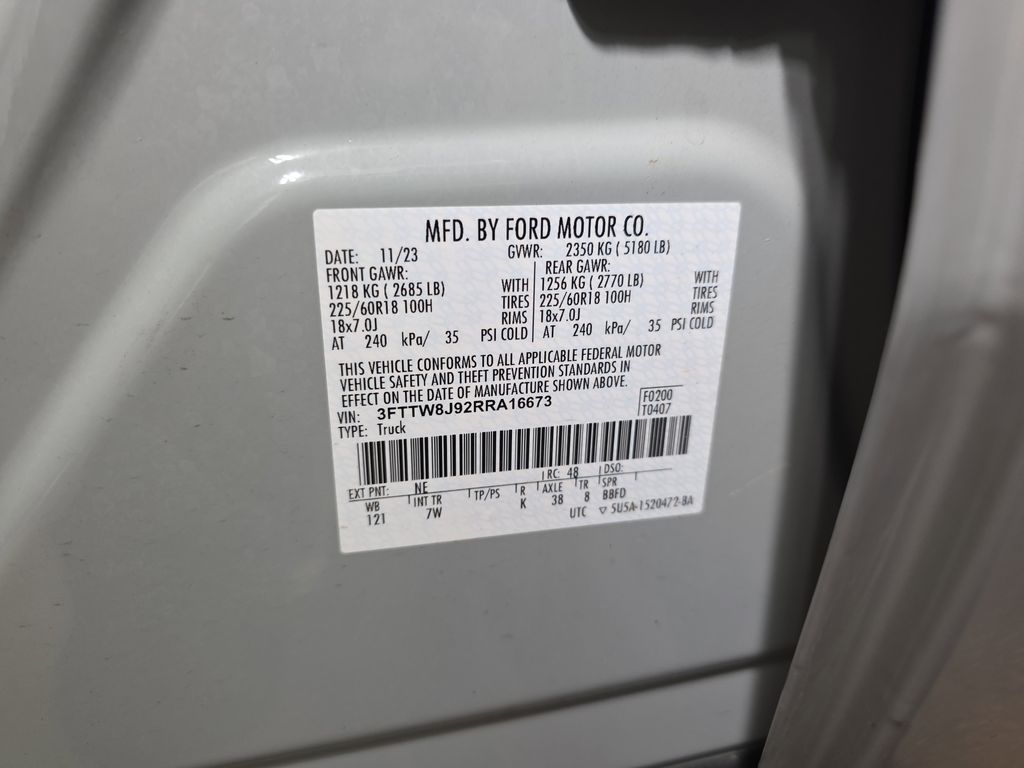 MFD. BY FORD MOTOR CO.
DATE: 11/23 GVWR: 2350 KG ( 5180 LB)
FRONT GAWR: REAR GAWR:
1218 KG ( 2685 LB) WITH 1256 KG ( 2770 LB) WITH
225/60R18 100H TIRES 225/60R18 100H TIRES
18x7.0J RIMS 18x7.0J RIMS
AT 240 kPa/ 35 PSI COLD AT 240 kPa/ 35 PSI COLD
THIS VEHICLE CONFORMS TO ALL APPLICABLE FEDERAL MOTOR
VEHICLE SAFETY AND THEFT PREVENTION STANDARDS IN
EFFECT ON THE DATE OF MANUFACTURE SHOWN ABOVE.
VIN: 3FTTW8J92RRA16673 F0200
TYPE: Truck T0407
EXT PNT: NE RC: 48 DSO:
WB INT TR TP/PS R AXLE TR SPR
121 7W K 38 8 BBFD
UTC ▽ 5U5A-1520472-BA